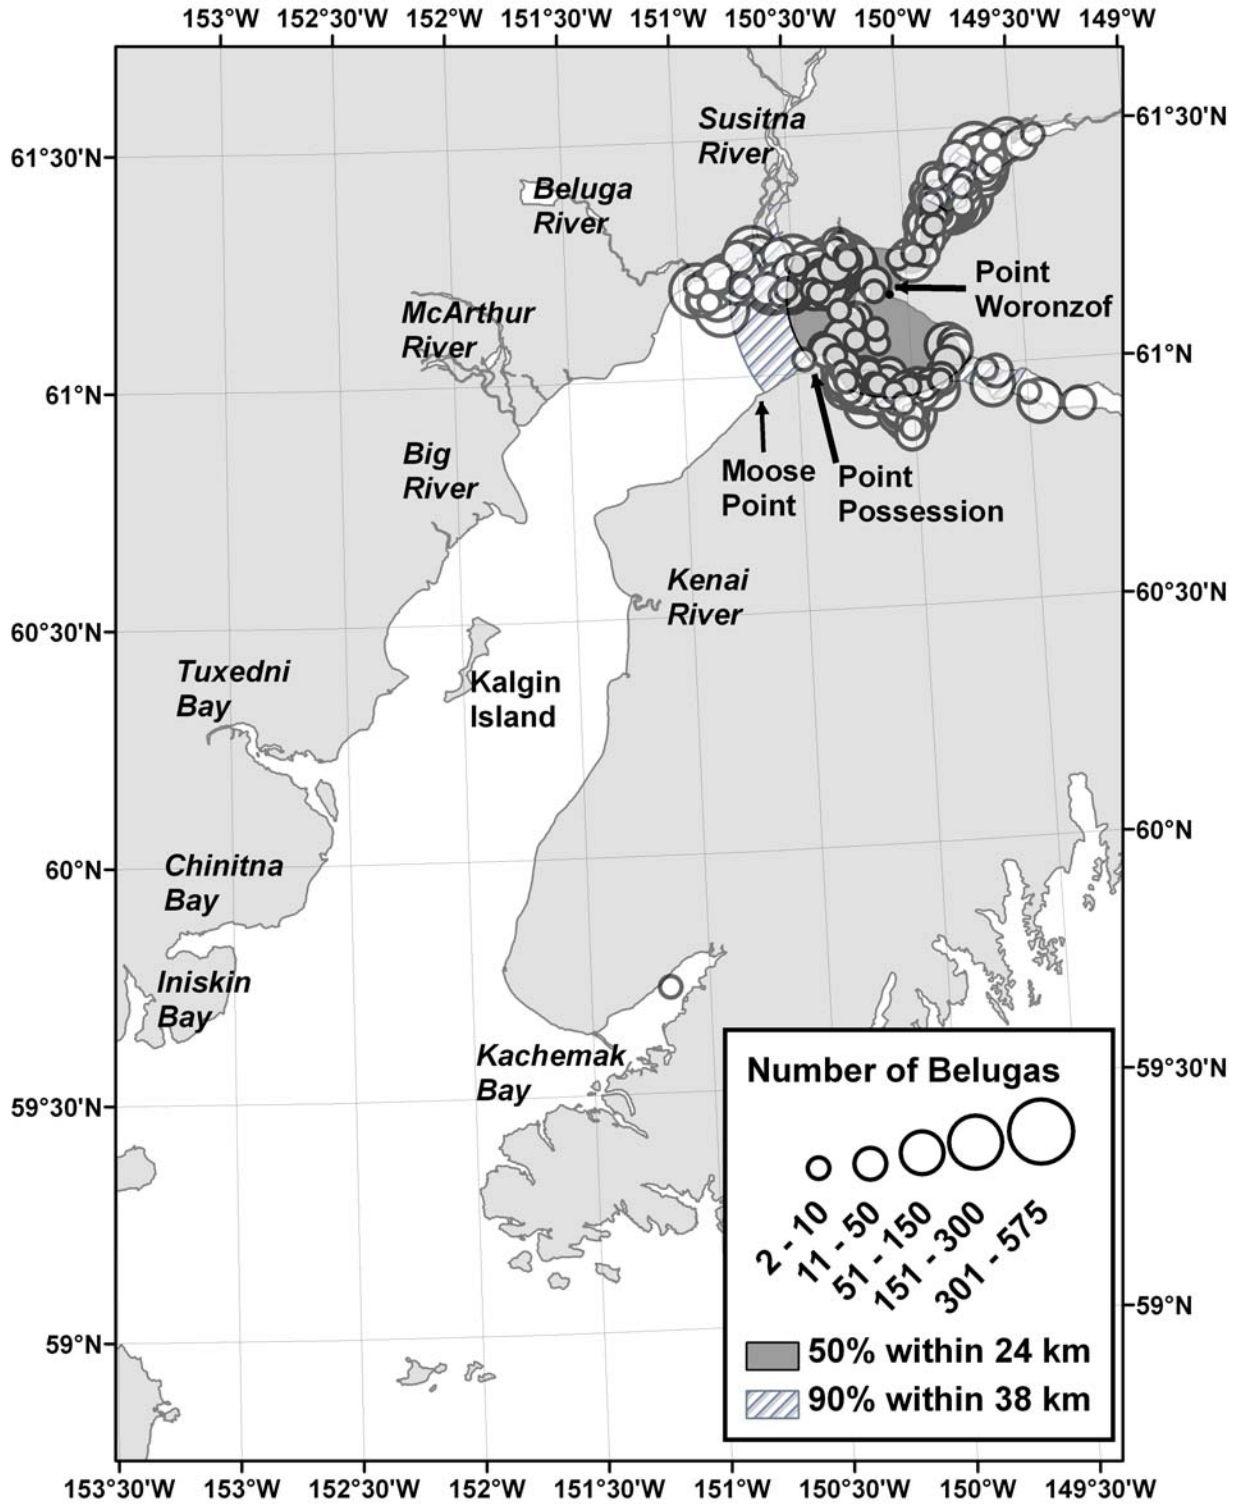 153°W 152°30'W 152°W 151°30'W 151°W 150°30'W 150°W 149°30'W 149°W
Susitna
River
61°30'N
61°30'N
Beluga
River
Point
Woronzof
McArthur
River
61°N
61°N
Big
River
Moose
Point
Point
Possession
Kenai
River
60°30'N
60°30'N
Tuxedni
Bay
Kalgin
Island
60°N
60°N
Chinitna
Bay
Iniskin
Bay
Kachemak
Bay
59°30'N
59°30'N
Number of Belugas
2 - 10
11 - 50
51 - 150
151 - 300
301 - 575
59°N
59°N
50% within 24 km
90% within 38 km
153°30'W 153°W 152°30'W 152°W 151°30'W 151°W 150°30'W 150°W 149°30'W